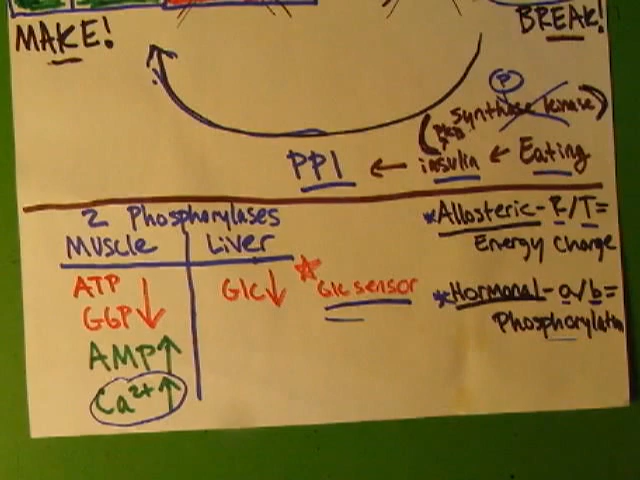 MAKE!
BREAK!
P
synthase kinase
PPI ← insulin ← Eating
2 Phosphorylases
Muscle Liver
ATP
G6P ↓
AMP ↑
Ca²⁺ ↑
Glc ↓
Glc sensor
*Allosteric - R/T =
Energy Charge
*Hormonal - a/b =
Phosphorylation